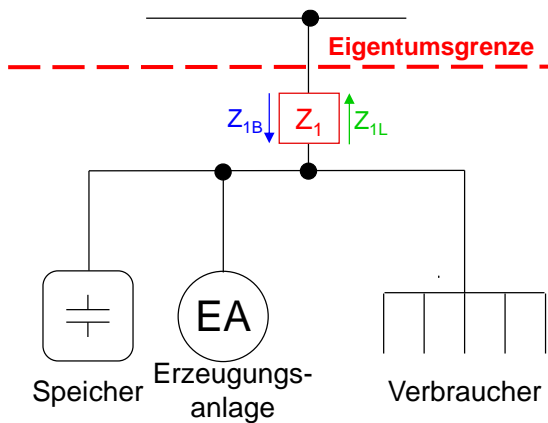 Eigentumsgrenze
Z1B Z1 Z1L
EA
Speicher
Erzeugungs-
anlage
Verbraucher